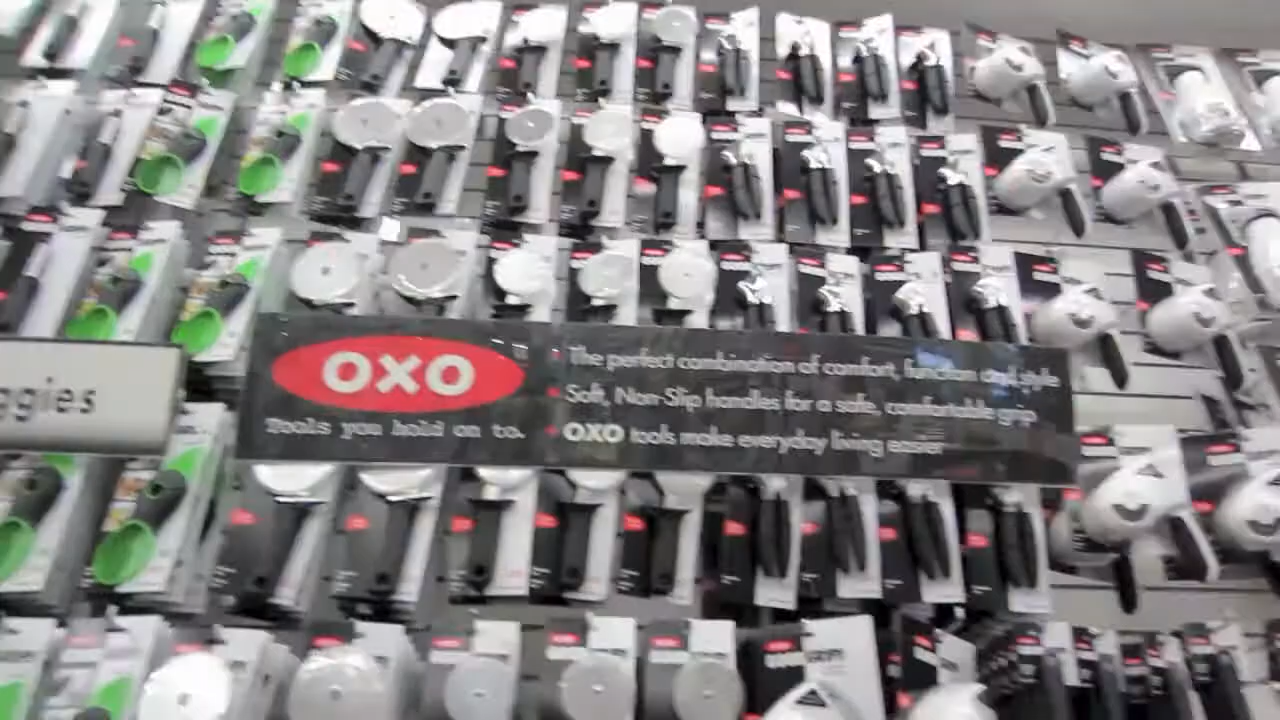 OXO
Tools you hold on to.
The perfect combination of comfort, function and style
Soft, Non-Slip handles for a safe, comfortable grip
OXO tools make everyday living easier
ggies